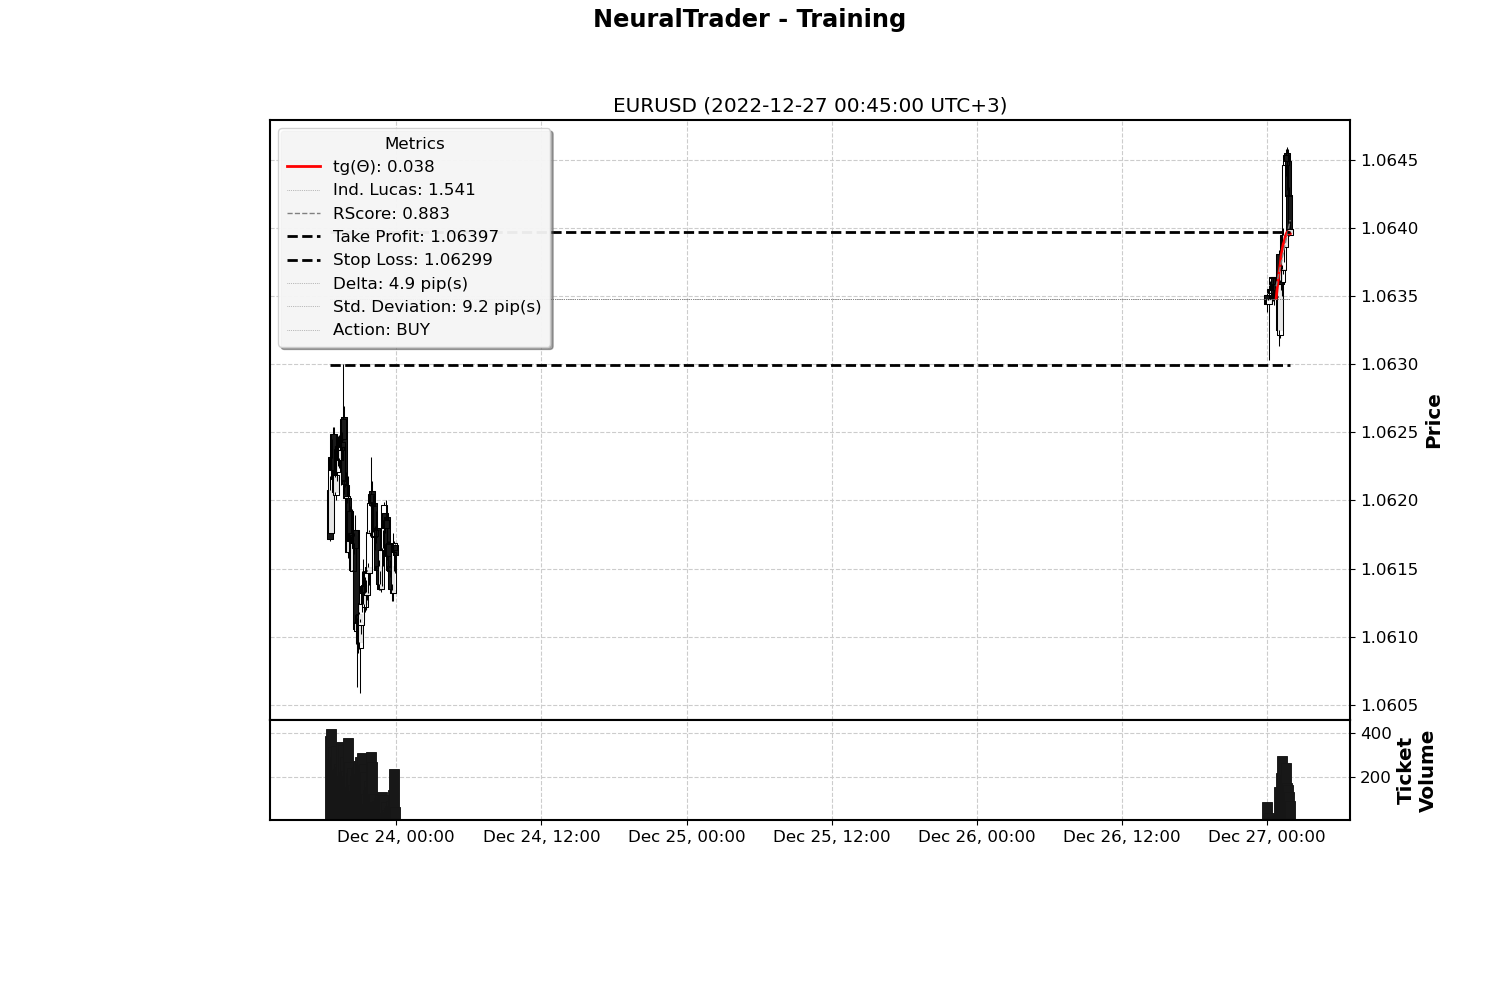 NeuralTrader - Training
EURUSD (2022-12-27 00:45:00 UTC+3)
Metrics
tg(Θ): 0.038
Ind. Lucas: 1.541
RScore: 0.883
Take Profit: 1.06397
Stop Loss: 1.06299
Delta: 4.9 pip(s)
Std. Deviation: 9.2 pip(s)
Action: BUY
1.0645
1.0640
1.0635
1.0630
1.0625
1.0620
1.0615
1.0610
1.0605
Price
400
200
Ticket
Volume
Dec 24, 00:00
Dec 24, 12:00
Dec 25, 00:00
Dec 25, 12:00
Dec 26, 00:00
Dec 26, 12:00
Dec 27, 00:00